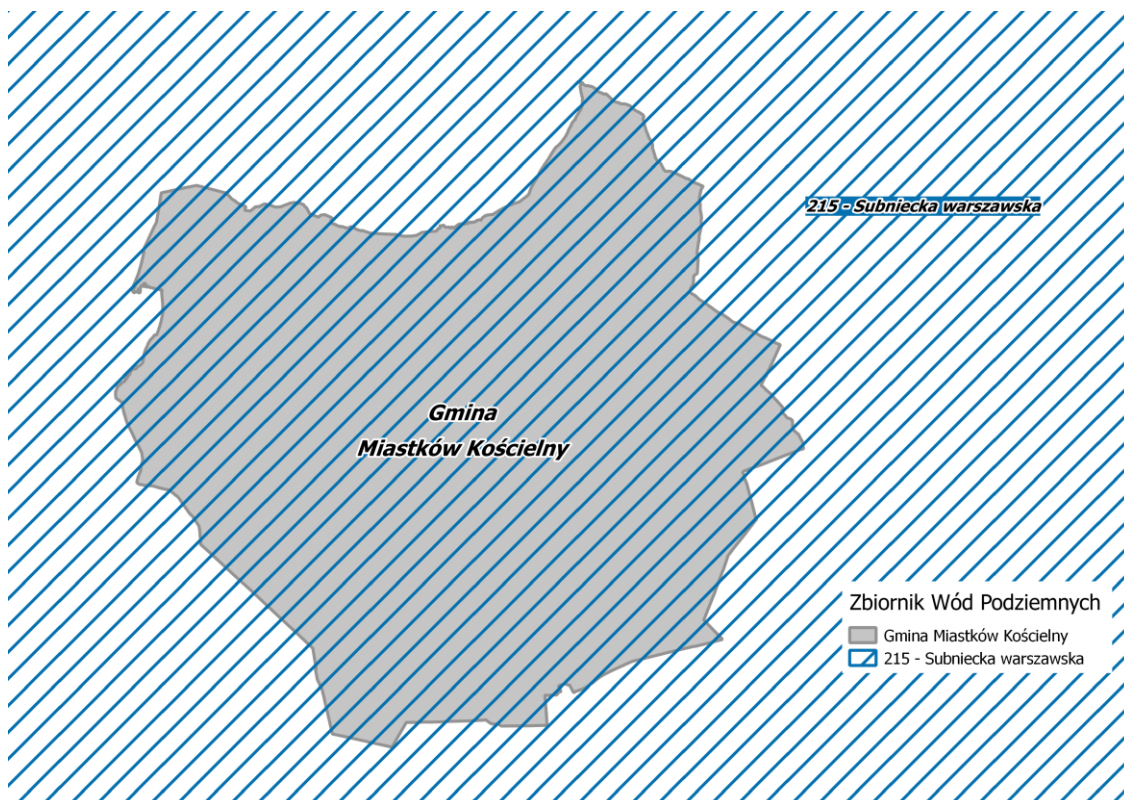 215 - Subniecka warszawska
Gmina
Miastków Kościelny
Zbiornik Wód Podziemnych
Gmina Miastków Kościelny
215 - Subniecka warszawska